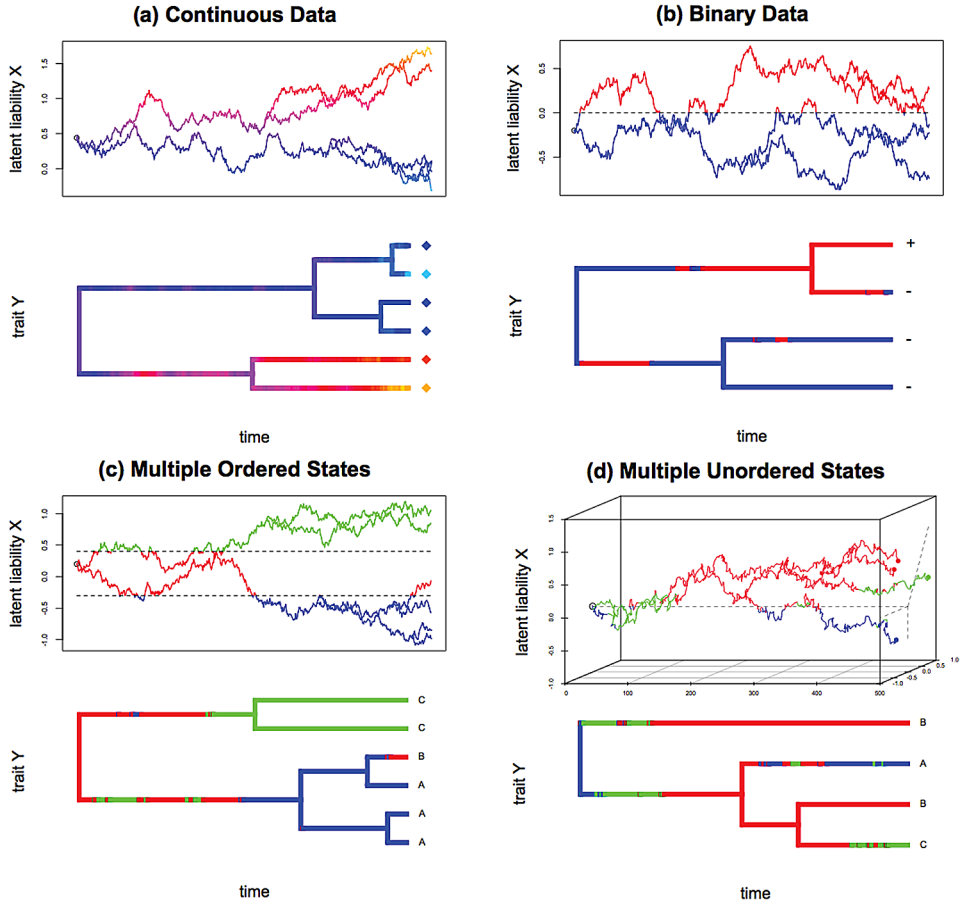 (a) Continuous Data
latent liability X
1.5
1.0
0.5
0.0
trait Y
time
(b) Binary Data
latent liability X
0.5
0.0
-0.5
trait Y
+
-
-
-
time
(c) Multiple Ordered States
latent liability X
1.0
0.5
0.0
-0.5
-1.0
trait Y
C
C
B
A
A
A
time
(d) Multiple Unordered States
latent liability X
1.5
1.0
0.5
0.0
-0.5
-1.0
0 100 200 300 400 500
-1.0 -0.5 0.0 0.5 1.0
trait Y
B
A
B
C
time